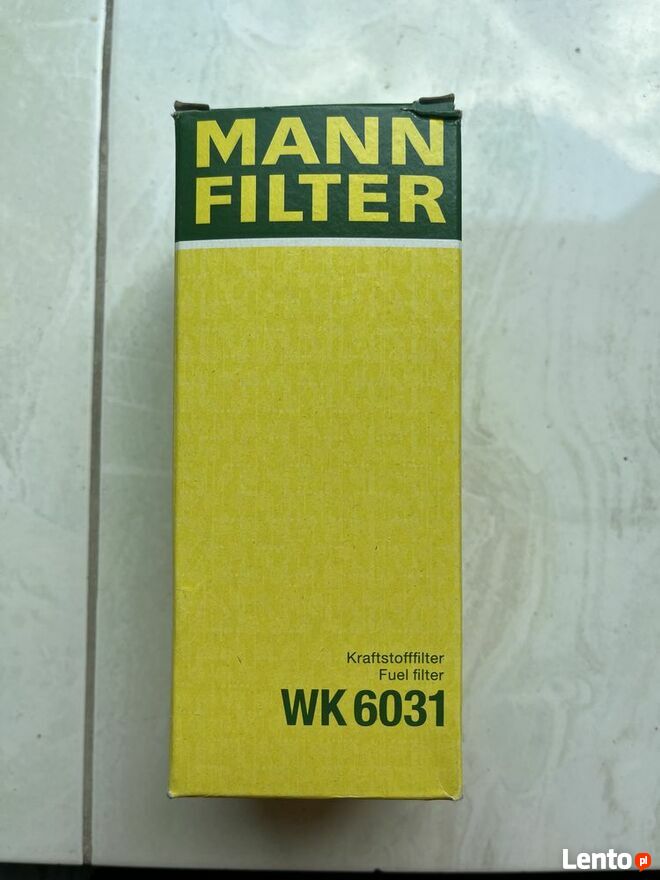 MANN
FILTER
Kraftstofffilter
Fuel filter
WK 6031
Lento.pl